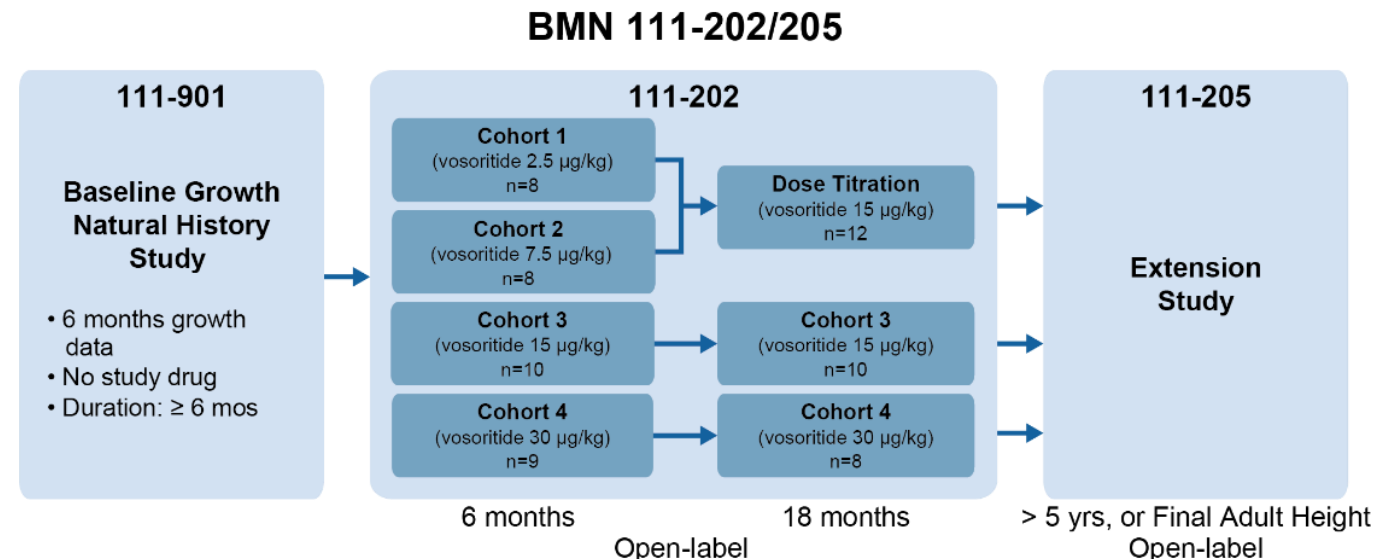 BMN 111-202/205
111-901
Baseline Growth
Natural History
Study
• 6 months growth
data
• No study drug
• Duration: ≥ 6 mos
111-202
Cohort 1
(vosoritide 2.5 µg/kg)
n=8
Cohort 2
(vosoritide 7.5 µg/kg)
n=8
Cohort 3
(vosoritide 15 µg/kg)
n=10
Cohort 4
(vosoritide 30 µg/kg)
n=9
Dose Titration
(vosoritide 15 µg/kg)
n=12
Cohort 3
(vosoritide 15 µg/kg)
n=10
Cohort 4
(vosoritide 30 µg/kg)
n=8
6 months
18 months
Open-label
111-205
Extension
Study
> 5 yrs, or Final Adult Height
Open-label